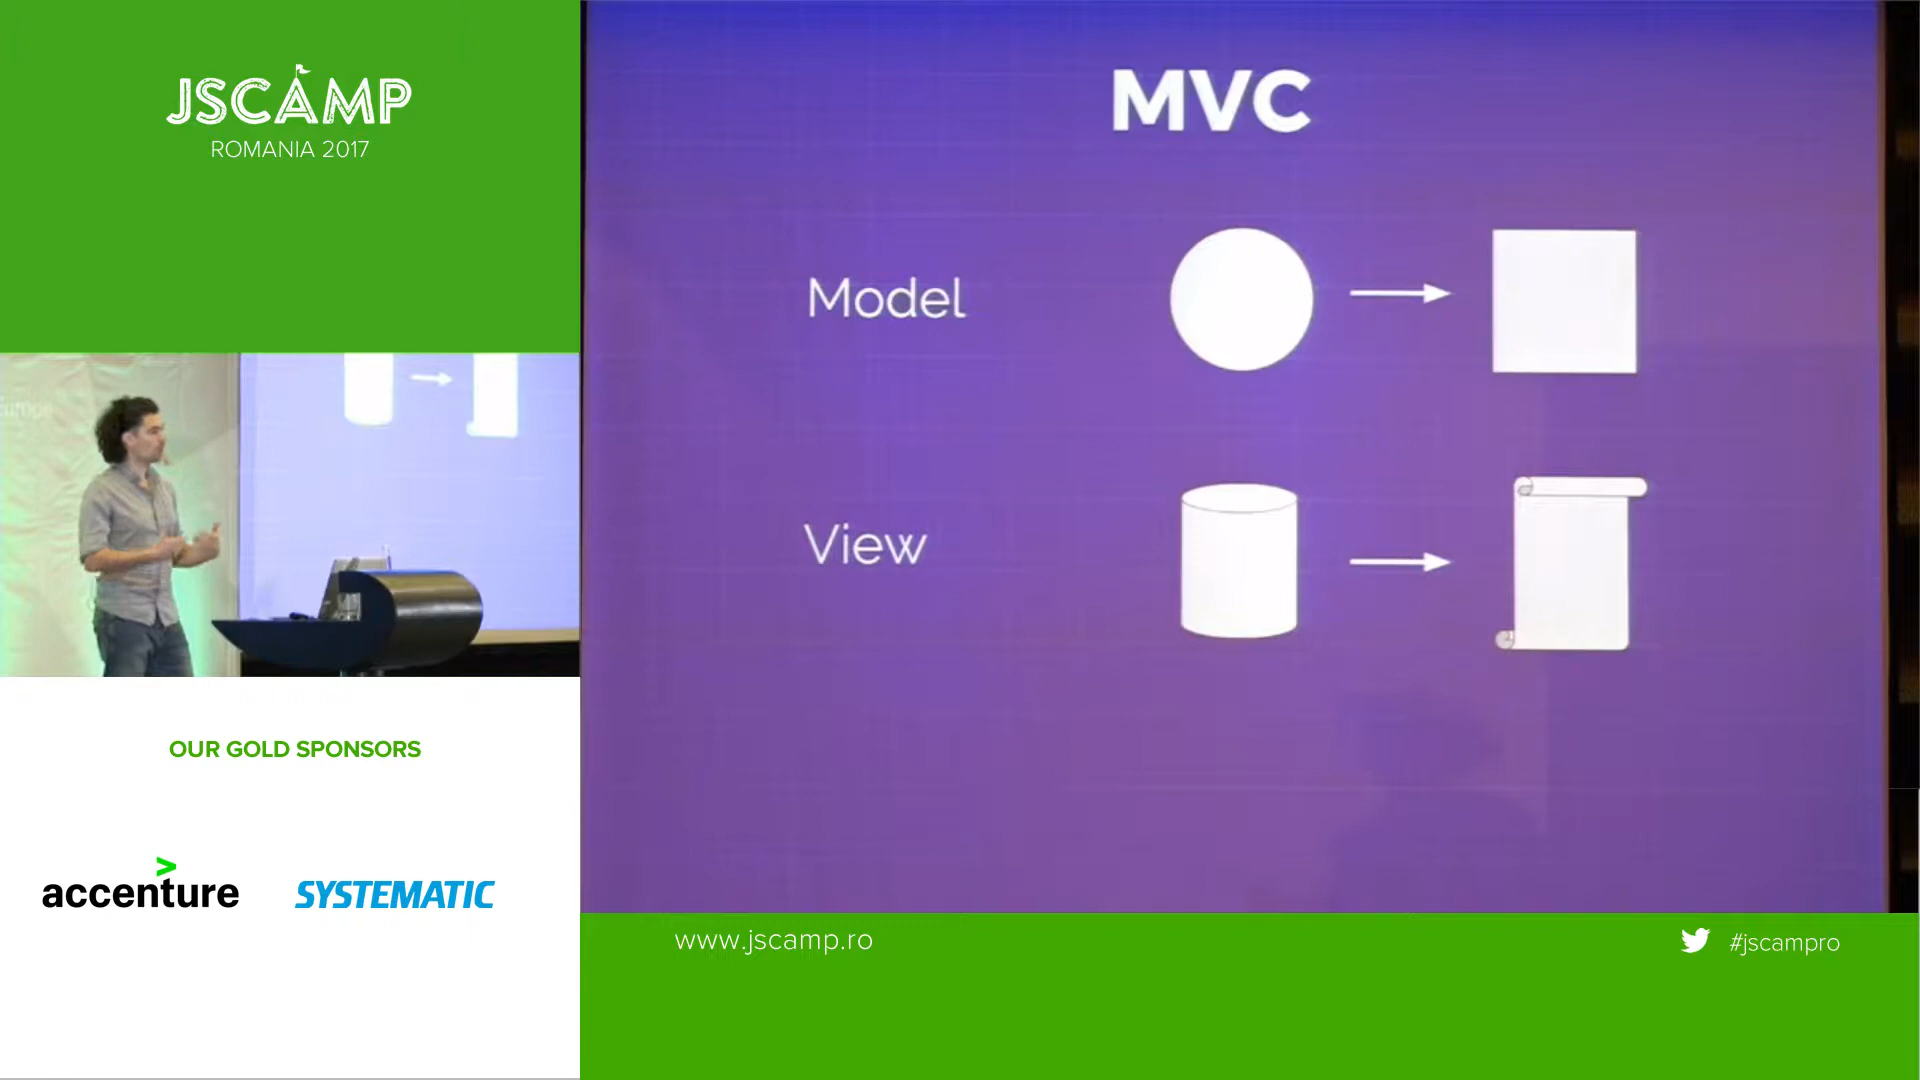 JSCAMP
ROMANIA 2017
MVC
Model
View
OUR GOLD SPONSORS
accenture
SYSTEMATIC
www.jscamp.ro
#jscampro